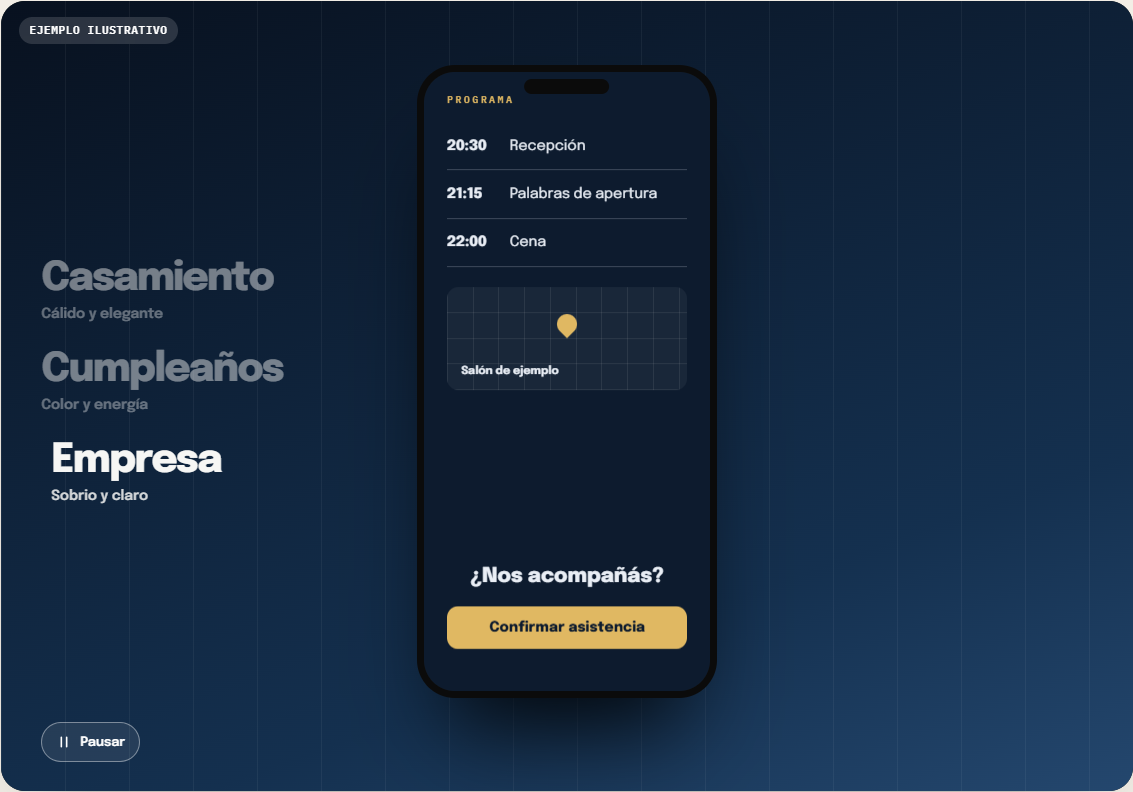 EJEMPLO ILUSTRATIVO
PROGRAMA
20:30 Recepción
21:15 Palabras de apertura
22:00 Cena
Salón de ejemplo
¿Nos acompañás?
Confirmar asistencia
Casamiento
Cálido y elegante
Cumpleaños
Color y energía
Empresa
Sobrio y claro
Pausar